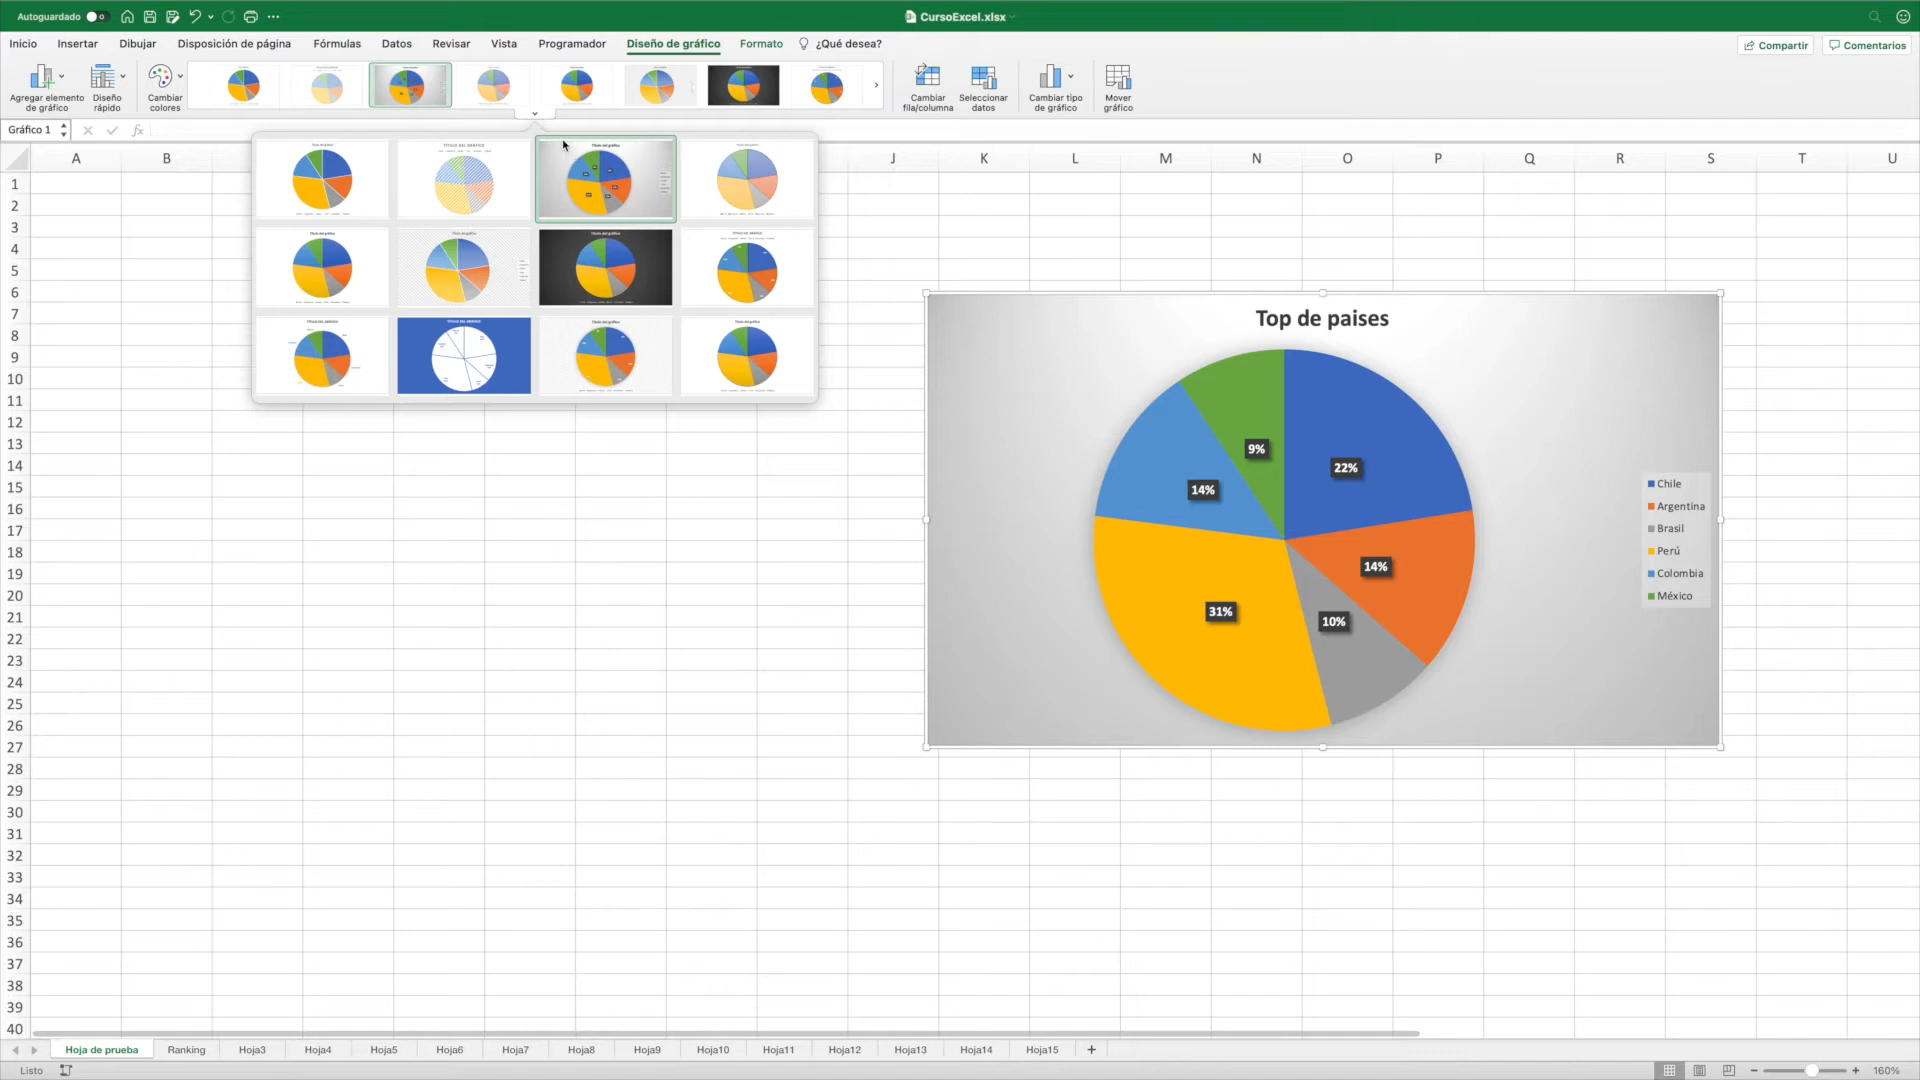 Autoguardado
CursoExcel.xlsx
Inicio Insertar Dibujar Disposición de página Fórmulas Datos Revisar Vista Programador Diseño de gráfico Formato ¿Qué desea? Compartir Comentarios
Agregar elemento de gráfico
Diseño rápido
Cambiar colores
Cambiar fila/columna
Seleccionar datos
Cambiar tipo de gráfico
Mover gráfico
Gráfico 1 fx
A B J K L M N O P Q R S T U
1
2
3
4
5
6
7
8
9
10
11
12
13
14
15
16
17
18
19
20
21
22
23
24
25
26
27
28
29
30
31
32
33
34
35
36
37
38
39
40
Top de paises
9%
22%
14%
14%
31%
10%
Chile
Argentina
Brasil
Perú
Colombia
México
Hoja de prueba Ranking Hoja3 Hoja4 Hoja5 Hoja6 Hoja7 Hoja8 Hoja9 Hoja10 Hoja11 Hoja12 Hoja13 Hoja14 Hoja15 +
Listo
160%